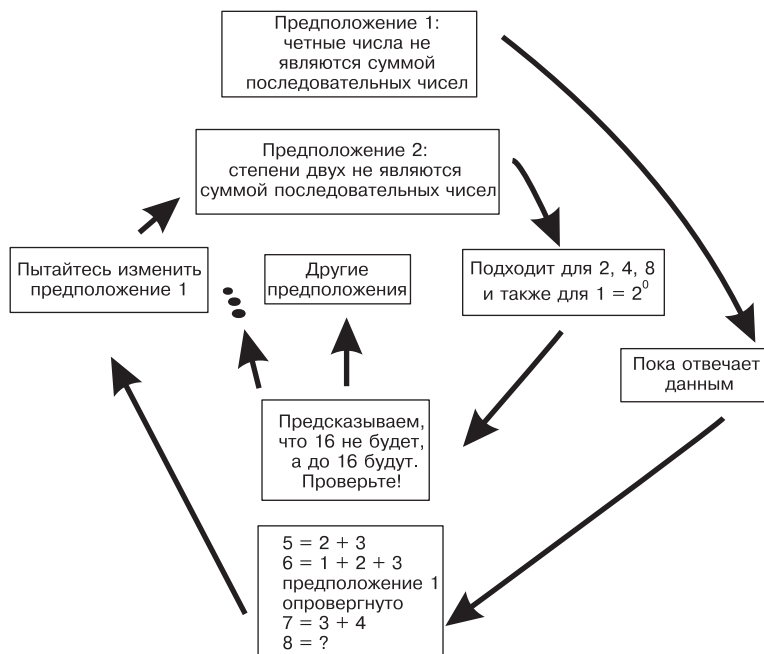 Предположение 1:
четные числа не
являются суммой
последовательных чисел
Предположение 2:
степени двух не являются
суммой последовательных чисел
Пытайтесь изменить
предположение 1
Другие
предположения
Подходит для 2, 4, 8
и также для 1 = 2⁰
Пока отвечает
данным
Предсказываем,
что 16 не будет,
а до 16 будут.
Проверьте!
5 = 2 + 3
6 = 1 + 2 + 3
предположение 1
опровергнуто
7 = 3 + 4
8 = ?